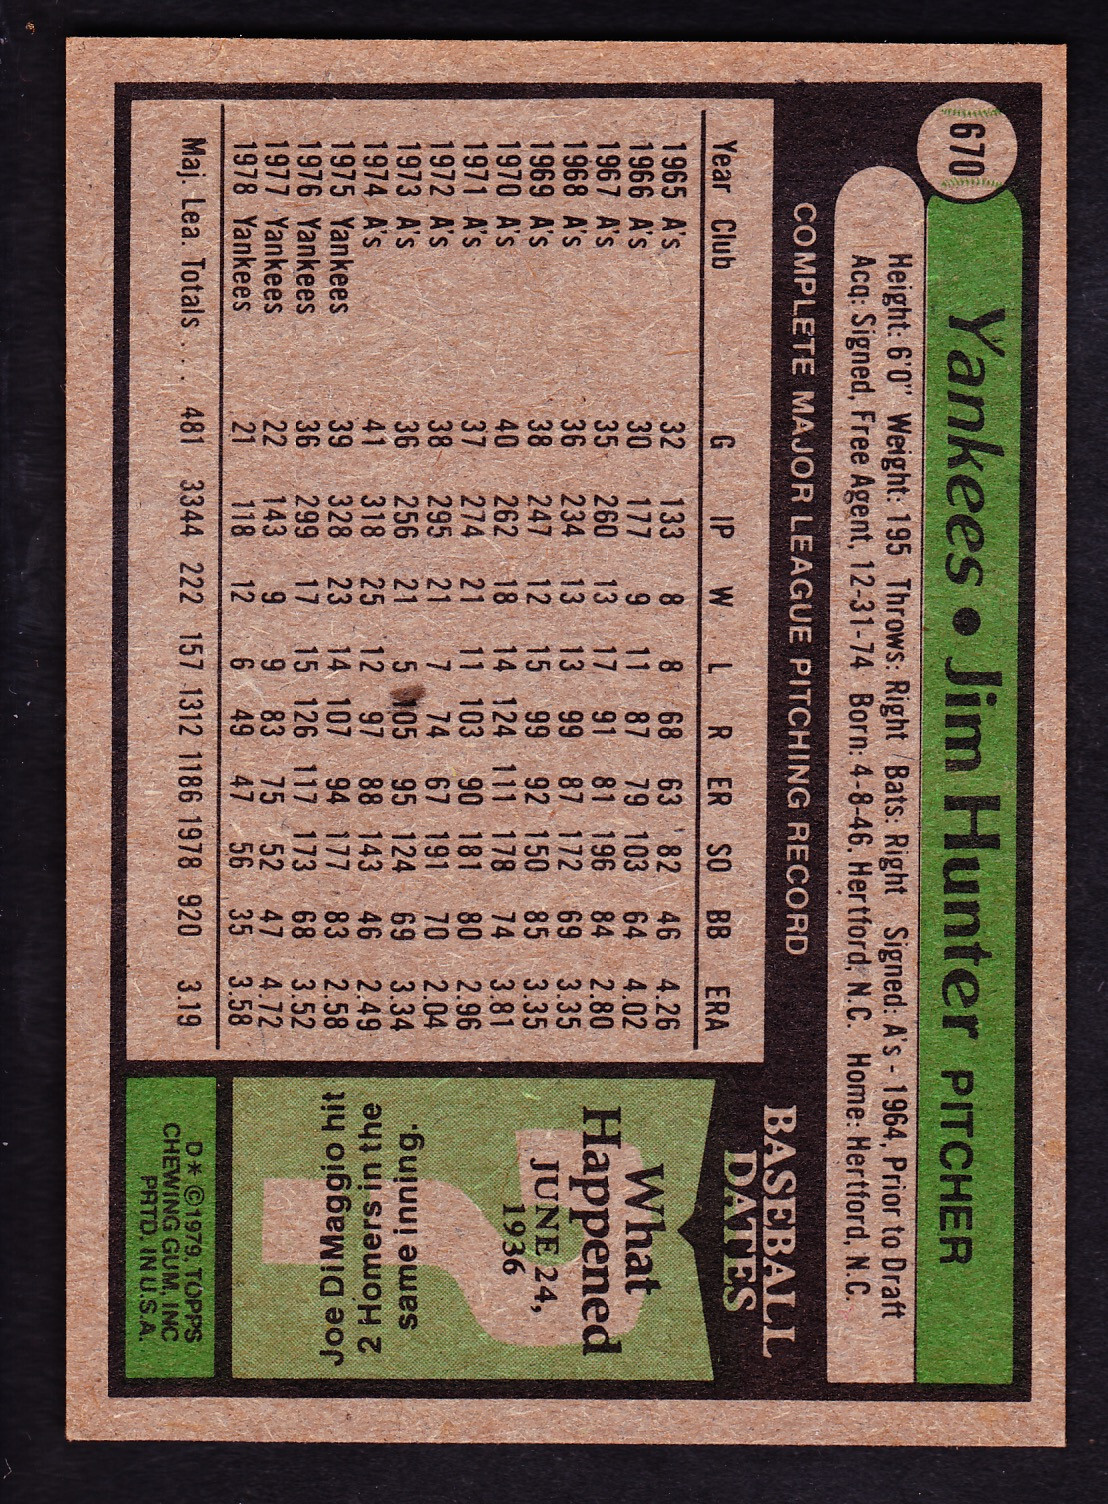 670
Yankees • Jim Hunter PITCHER
Height: 6'0" Weight: 195 Throws: Right Bats: Right Signed: A's - 1964, Prior to Draft
Acq: Signed, Free Agent, 12-31-74 Born: 4-8-46, Hertford, N.C. Home: Hertford, N.C.
COMPLETE MAJOR LEAGUE PITCHING RECORD
Year Club G IP W L R ER SO BB ERA
1965 A's 32 133 8 8 68 63 82 46 4.26
1966 A's 30 177 9 11 87 79 103 64 4.02
1967 A's 35 260 13 17 91 81 196 84 2.80
1968 A's 36 234 13 13 99 87 172 69 3.35
1969 A's 38 247 12 15 99 92 150 85 3.35
1970 A's 40 262 18 14 124 111 178 74 3.81
1971 A's 37 274 21 11 103 90 181 80 2.96
1972 A's 38 295 21 7 74 67 191 70 2.04
1973 A's 36 256 21 5 105 95 124 69 3.34
1974 A's 41 318 25 12 97 88 143 46 2.49
1975 Yankees 39 328 23 14 107 94 177 83 2.58
1976 Yankees 36 299 17 15 126 117 173 68 3.52
1977 Yankees 22 143 9 9 83 75 52 47 4.72
1978 Yankees 21 118 12 6 49 47 56 35 3.58
Maj. Lea. Totals . . . 481 3344 222 157 1312 1186 1978 920 3.19
BASEBALL
DATES
What
Happened
JUNE 24,
1936
Joe DiMaggio hit
2 Homers in the
same inning.
D* ©1979, TOPPS
CHEWING GUM, INC
PRTD. IN U.S.A.